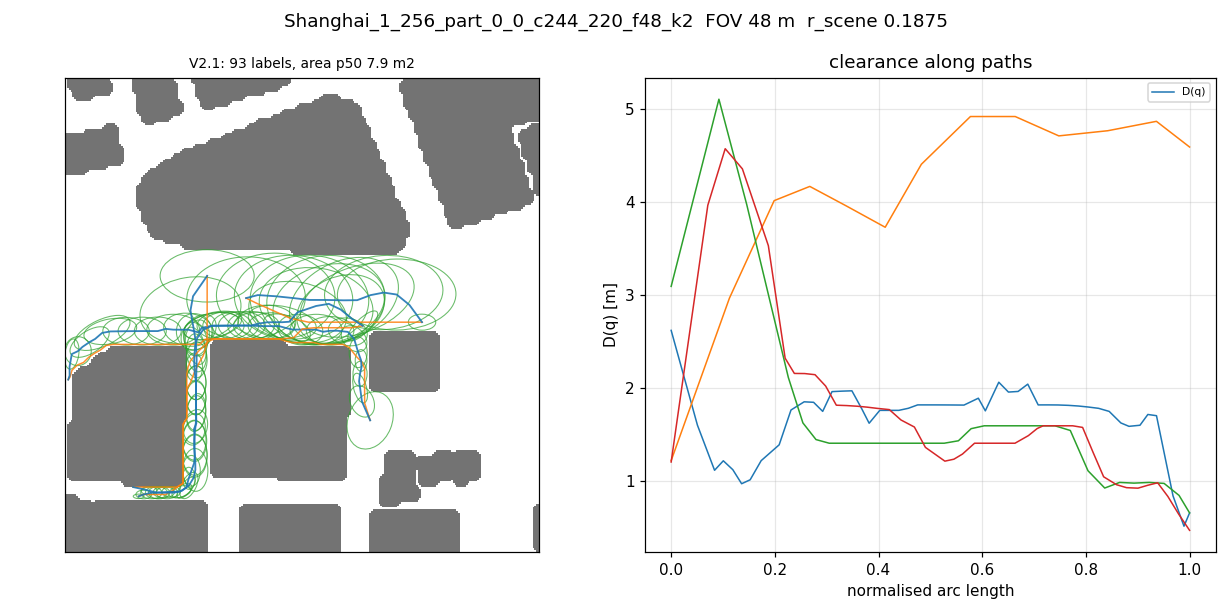 Shanghai_1_256_part_0_0_c244_220_f48_k2 FOV 48 m r_scene 0.1875
V2.1: 93 labels, area p50 7.9 m2
clearance along paths
D(q)
5
4
3
2
1
D(q) [m]
0.0 0.2 0.4 0.6 0.8 1.0
normalised arc length